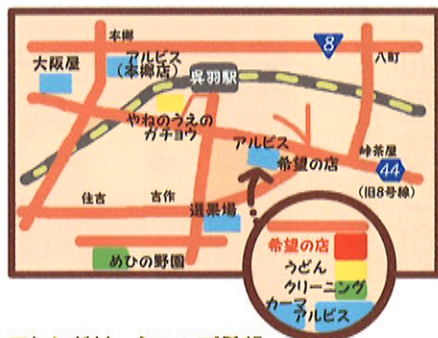 本郷
8
八町
大阪屋
アルビス
(本郷店)
呉羽駅
やねのうえの
ガチョウ
アルビス
希望の店
峠茶屋
44
(旧8号線)
住吉
吉作
選果場
めひの野園
希望の店
うどん
クリーニング
カーマ
アルビス